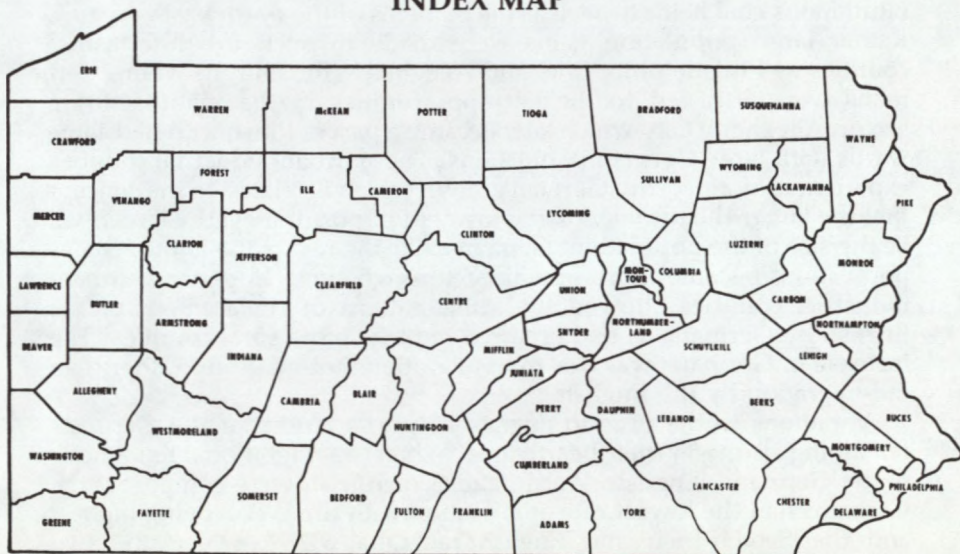 INDEX MAP
ERIE
WARREN
McKEAN
POTTER
TIOGA
SUSQUEHANNA
WAYNE
CRAWFORD
FOREST
ELK
CAMERON
SULLIVAN
WYOMING
LACKAWANNA
PIKE
MERCER
VENANGO
LYCOMING
CLINTON
LUZERNE
CLARION
JEFFERSON
CLEARFIELD
CENTRE
UNION
MON-
TOUR
COLUMBIA
MONROE
LAWRENCE
BUTLER
CARBON
BEAVER
ARMSTRONG
INDIANA
SNYDER
NORTHUMBER-
LAND
SCHUYLKILL
NORTHAMPTON
MIFFLIN
JUNIATA
LEHIGH
ALLEGHENY
CAMBRIA
BLAIR
HUNTINGDON
PERRY
DAUPHIN
LEBANON
BERKS
BUCKS
WESTMORELAND
WASHINGTON
CUMBERLAND
MONTGOMERY
PHILADELPHIA
GREENE
FAYETTE
SOMERSET
BEDFORD
FULTON
FRANKLIN
ADAMS
YORK
LANCASTER
CHESTER
DELAWARE